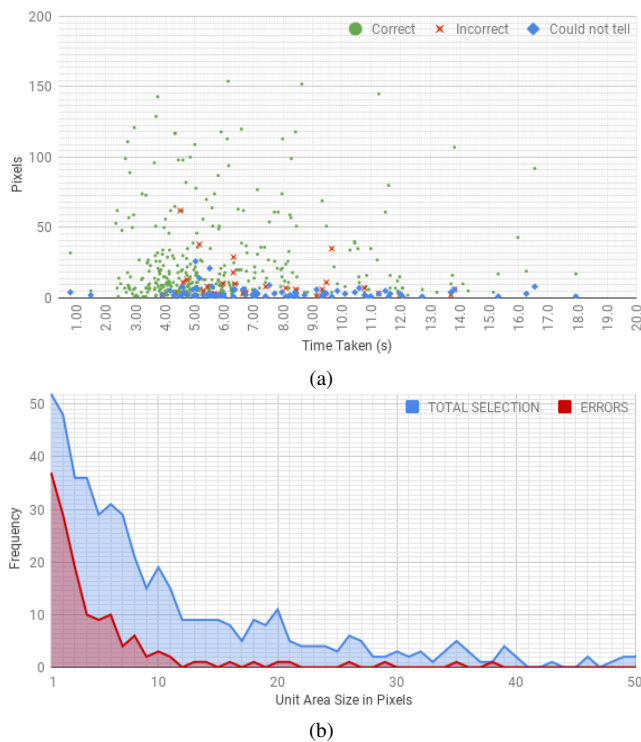 200
150
100
50
0
Pixels
Correct Incorrect Could not tell
1.00 2.00 3.00 4.00 5.00 6.00 7.00 8.00 9.00 10.0 11.0 12.0 13.0 14.0 15.0 16.0 17.0 18.0 19.0 20.0
Time Taken (s)
(a)
50
40
30
20
10
0
Frequency
TOTAL SELECTION ERRORS
1 10 20 30 40 50
Unit Area Size in Pixels
(b)